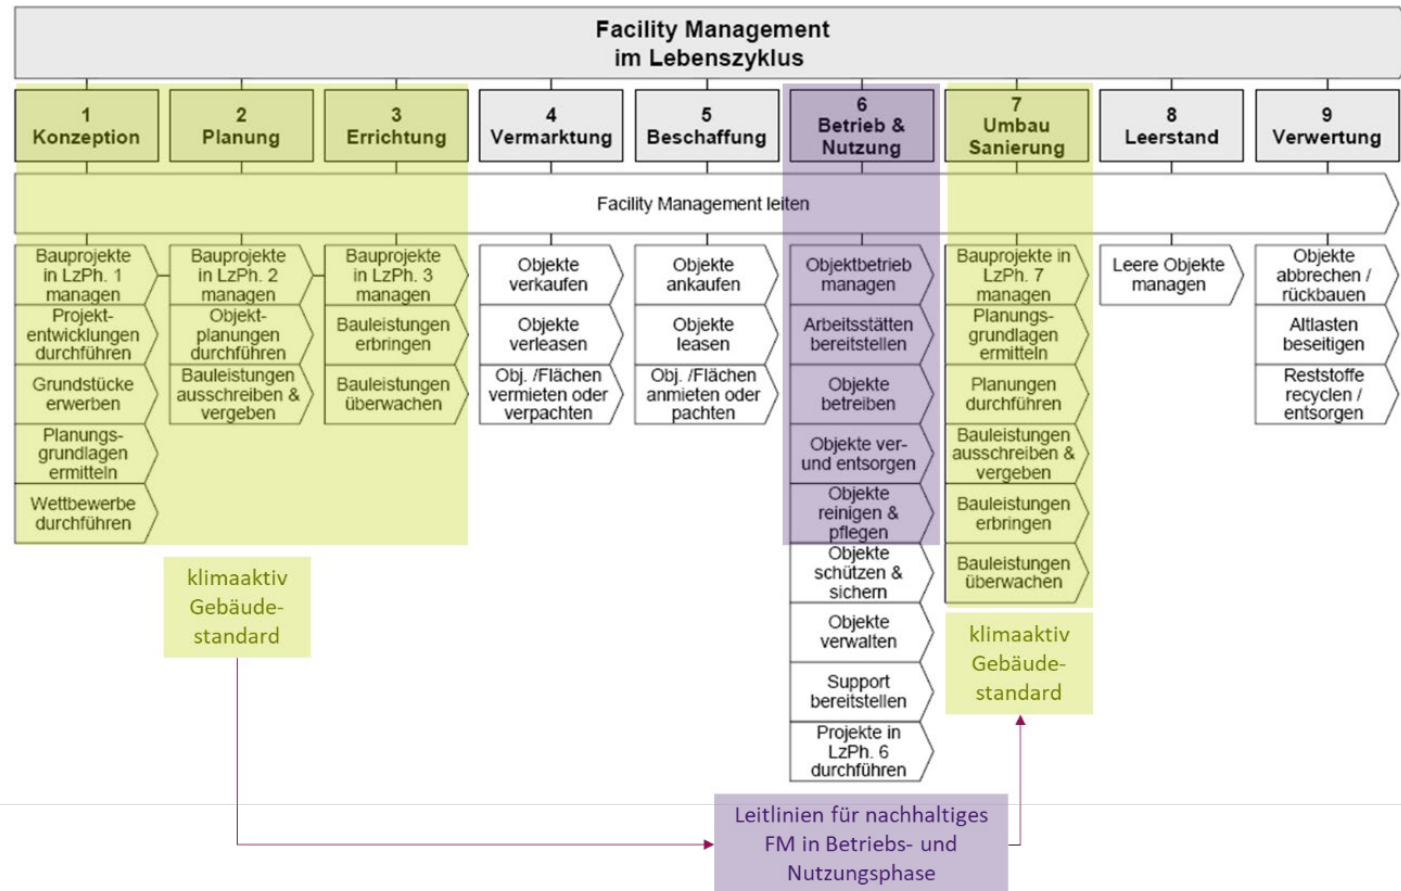 Facility Management
im Lebenszyklus
1
Konzeption
2
Planung
3
Errichtung
4
Vermarktung
5
Beschaffung
6
Betrieb &
Nutzung
7
Umbau
Sanierung
8
Leerstand
9
Verwertung
Facility Management leiten
Bauprojekte
in LzPh. 1
managen
Projekt-
entwicklungen
durchführen
Grundstücke
erwerben
Planungs-
grundlagen
ermitteln
Wettbewerbe
durchführen
Bauprojekte
in LzPh. 2
managen
Objekt-
planungen
durchführen
Bauleistungen
ausschreiben &
vergeben
Bauprojekte
in LzPh. 3
managen
Bauleistungen
erbringen
Bauleistungen
überwachen
Objekte
verkaufen
Objekte
verleasen
Obj. /Flächen
vermieten oder
verpachten
Objekte
ankaufen
Objekte
leasen
Obj. /Flächen
anmieten oder
pachten
Objektbetrieb
managen
Arbeitsstätten
bereitstellen
Objekte
betreiben
Objekte ver-
und entsorgen
Objekte
reinigen &
pflegen
Objekte
schützen &
sichern
Objekte
verwalten
Support
bereitstellen
Projekte in
LzPh. 6
durchführen
Bauprojekte in
LzPh. 7
managen
Planungs-
grundlagen
ermitteln
Planungen
durchführen
Bauleistungen
ausschreiben &
vergeben
Bauleistungen
erbringen
Bauleistungen
überwachen
Leere Objekte
managen
Objekte
abbrechen /
rückbauen
Altlasten
beseitigen
Reststoffe
recyclen /
entsorgen
klimaaktiv
Gebäude-
standard
klimaaktiv
Gebäude-
standard
Leitlinien für nachhaltiges
FM in Betriebs- und
Nutzungsphase